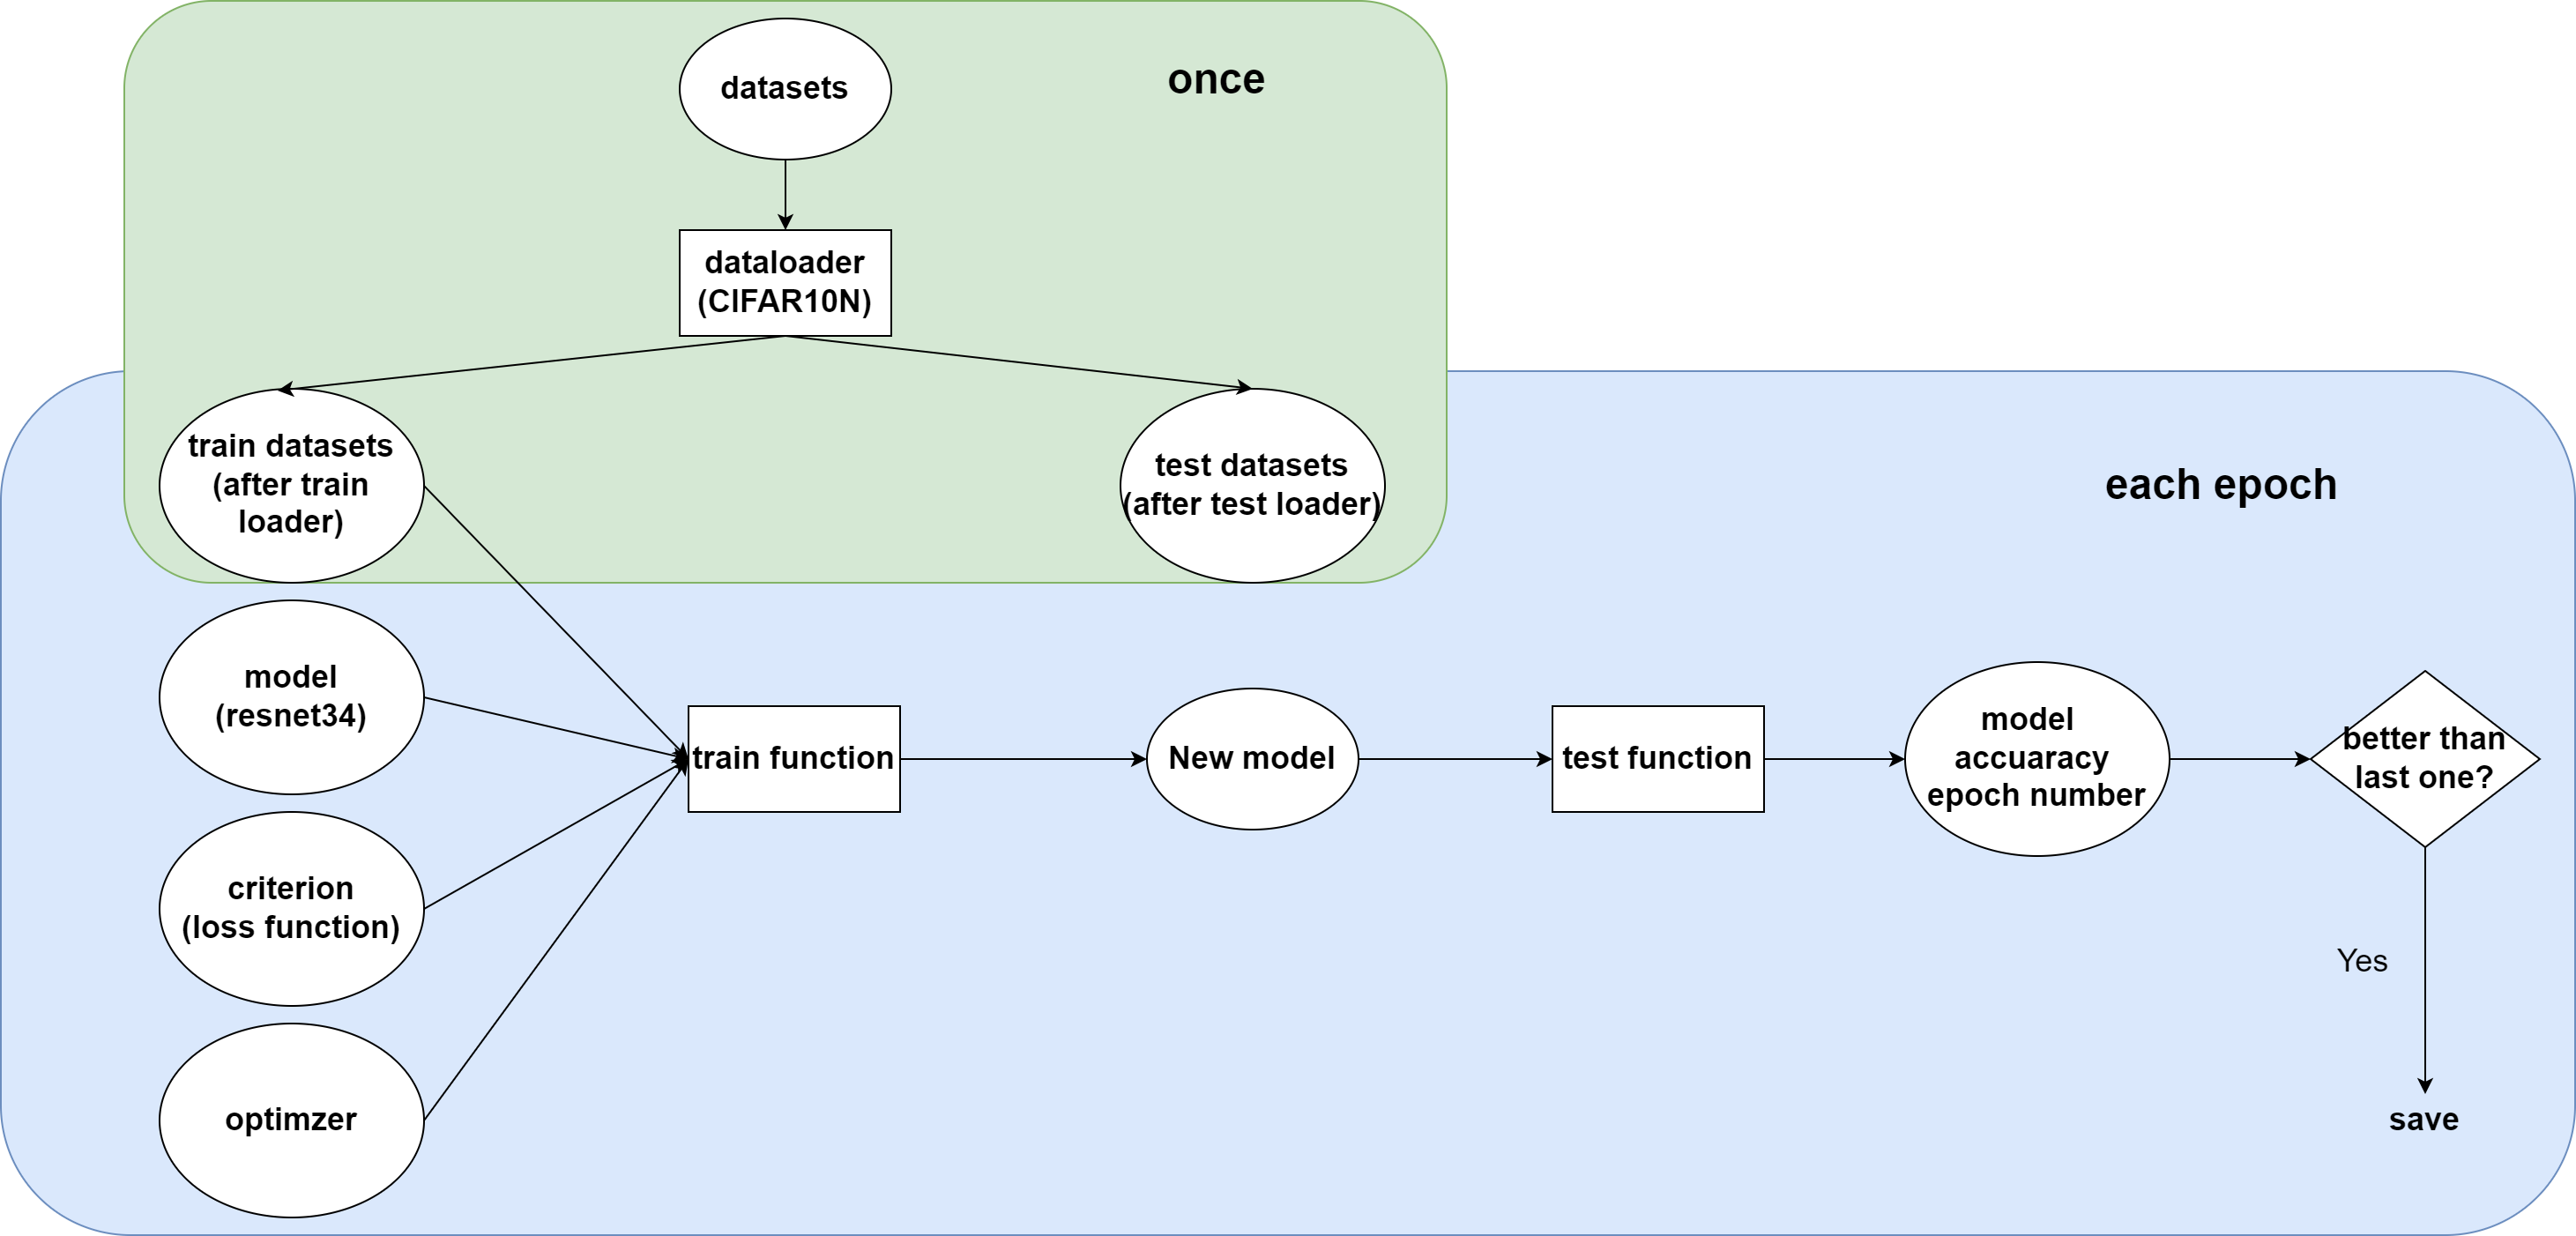 datasets
once
dataloader
(CIFAR10N)
train datasets
(after train
loader)
test datasets
(after test loader)
each epoch
model
(resnet34)
train function
New model
test function
model
accuaracy
epoch number
better than
last one?
criterion
(loss function)
Yes
optimzer
save